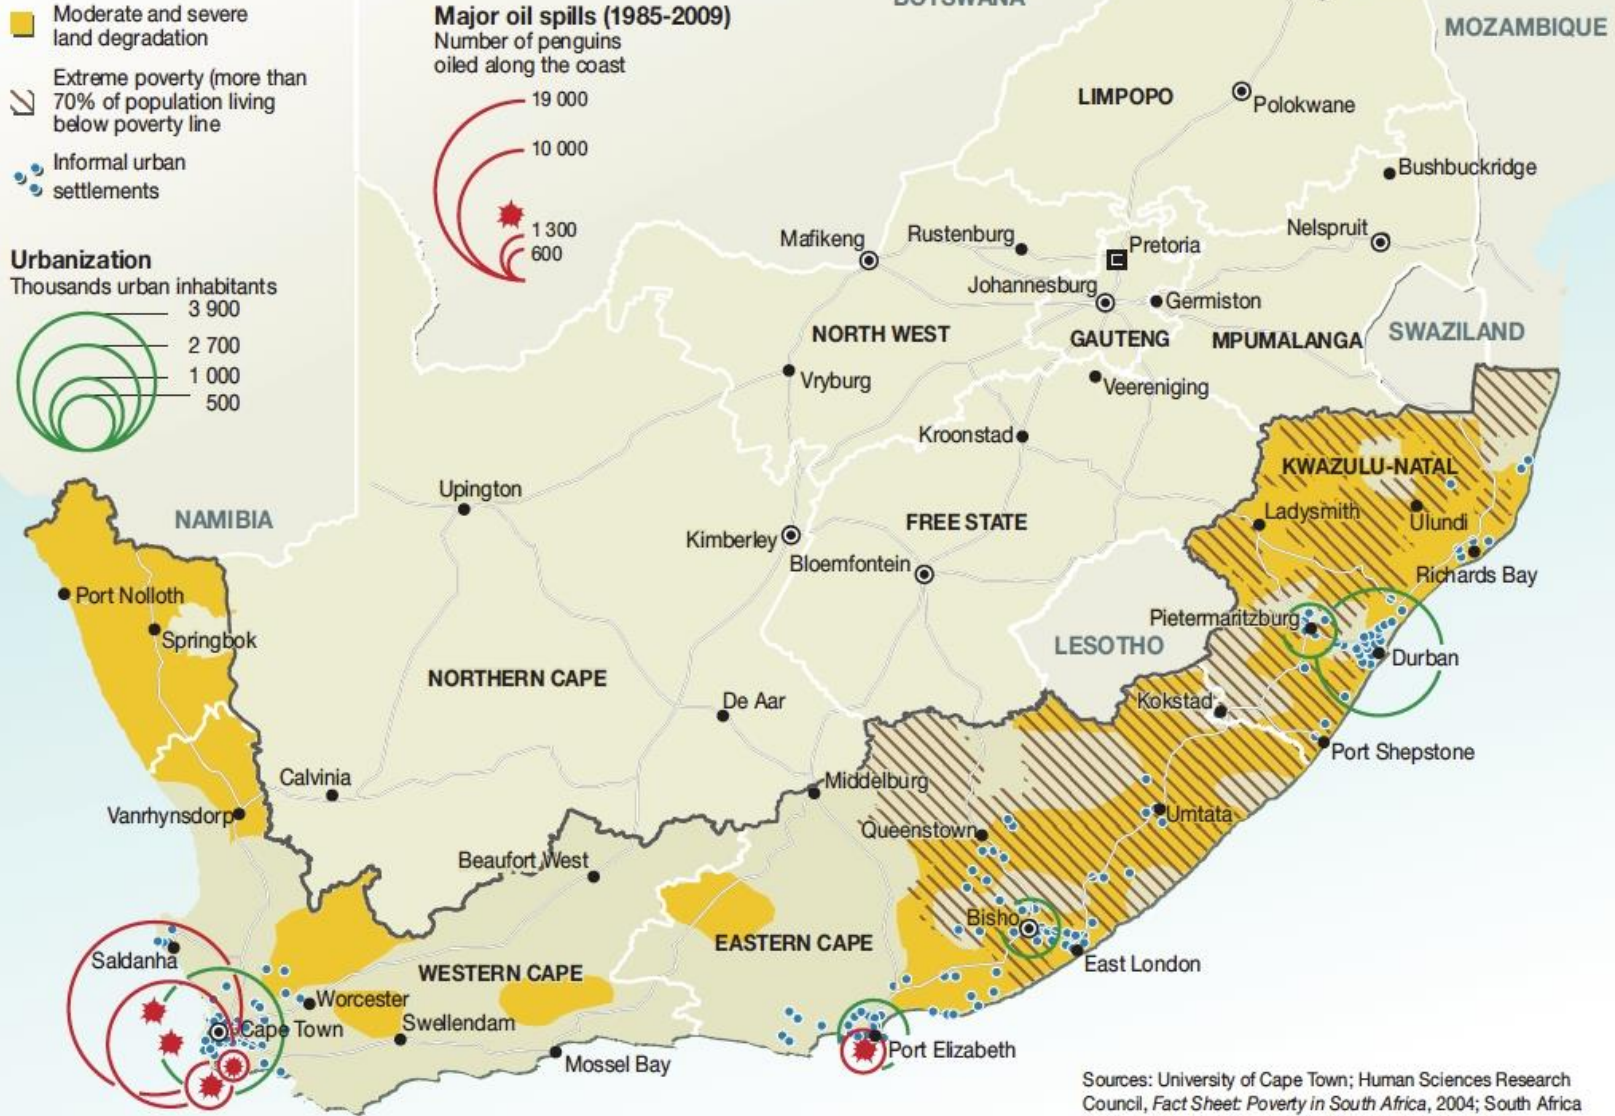 Moderate and severe
land degradation
Extreme poverty (more than
70% of population living
below poverty line
Informal urban
settlements
Urbanization
Thousands urban inhabitants
3 900
2 700
1 000
500
Major oil spills (1985-2009)
Number of penguins
oiled along the coast
19 000
10 000
1 300
600
BOTSWANA
MOZAMBIQUE
LIMPOPO
Polokwane
Bushbuckridge
Mafikeng
Rustenburg
Pretoria
Nelspruit
Johannesburg
Germiston
NORTH WEST
GAUTENG
MPUMALANGA
SWAZILAND
Vryburg
Veereniging
Kroonstad
KWAZULU-NATAL
Upington
NAMIBIA
Kimberley
FREE STATE
Ladysmith
Ulundi
Bloemfontein
Richards Bay
Port Nolloth
Springbok
Pietermaritzburg
LESOTHO
Durban
NORTHERN CAPE
De Aar
Kokstad
Port Shepstone
Calvinia
Middelburg
Vanrhynsdorp
Umtata
Queenstown
Beaufort West
Bisho
EASTERN CAPE
Saldanha
WESTERN CAPE
East London
Worcester
Cape Town
Swellendam
Port Elizabeth
Mossel Bay
Sources: University of Cape Town; Human Sciences Research
Council, Fact Sheet: Poverty in South Africa, 2004; South Africa